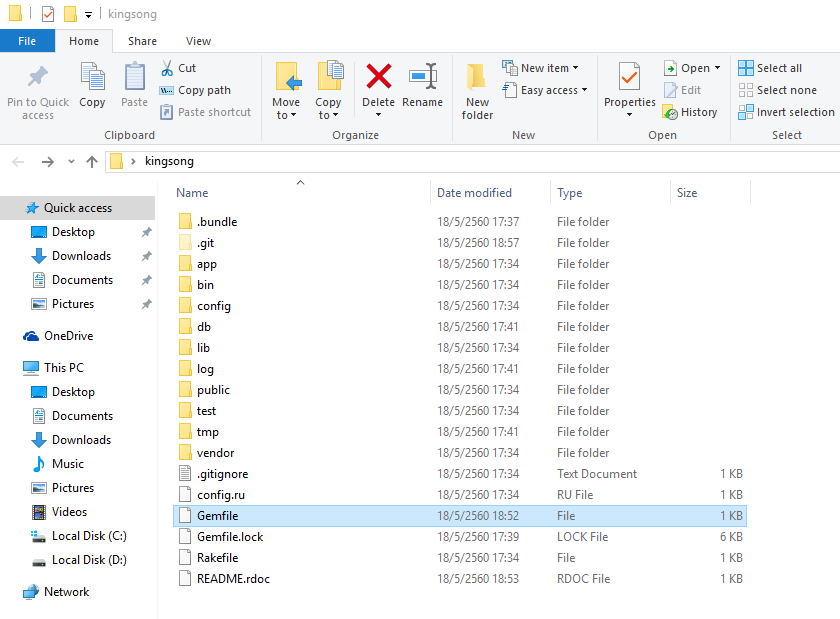 kingsong
File Home Share View
Pin to Quick access
Copy
Paste
Cut
Copy path
Paste shortcut
Move to
Copy to
Delete
Rename
New folder
New item
Easy access
Properties
Open
Edit
History
Select all
Select none
Invert selection
Clipboard Organize New Open Select
kingsong
Name Date modified Type Size
Quick access
Desktop
Downloads
Documents
Pictures
OneDrive
This PC
Desktop
Documents
Downloads
Music
Pictures
Videos
Local Disk (C:)
Local Disk (D:)
Network
.bundle 18/5/2560 17:37 File folder
.git 18/5/2560 18:57 File folder
app 18/5/2560 17:34 File folder
bin 18/5/2560 17:34 File folder
config 18/5/2560 17:34 File folder
db 18/5/2560 17:41 File folder
lib 18/5/2560 17:34 File folder
log 18/5/2560 17:41 File folder
public 18/5/2560 17:34 File folder
test 18/5/2560 17:34 File folder
tmp 18/5/2560 17:41 File folder
vendor 18/5/2560 17:34 File folder
.gitignore 18/5/2560 17:34 Text Document 1 KB
config.ru 18/5/2560 17:34 RU File 1 KB
Gemfile 18/5/2560 18:52 File 1 KB
Gemfile.lock 18/5/2560 17:39 LOCK File 6 KB
Rakefile 18/5/2560 17:34 File 1 KB
README.rdoc 18/5/2560 18:53 RDOC File 1 KB